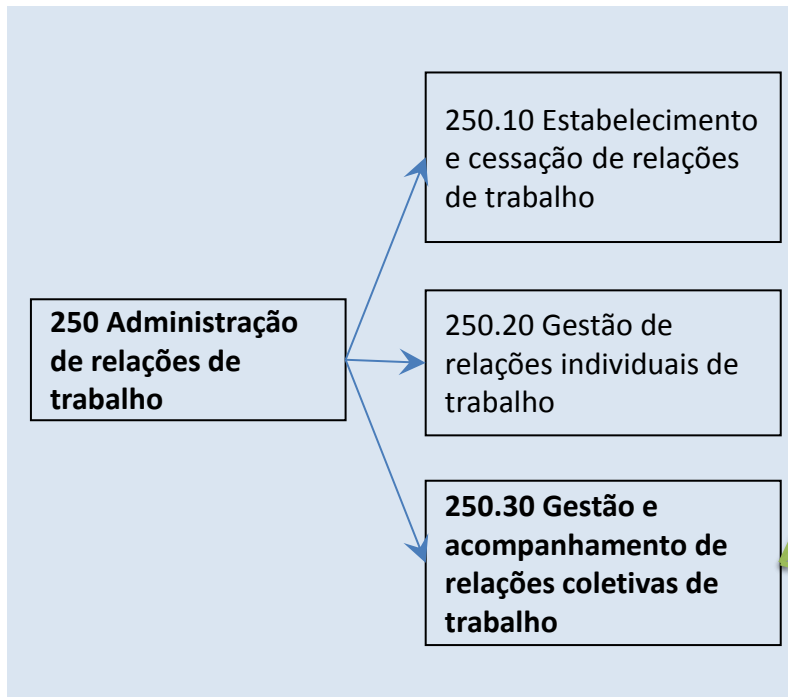 250.10 Estabelecimento
e cessação de relações
de trabalho
250 Administração
de relações de
trabalho
250.20 Gestão de
relações individuais de
trabalho
250.30 Gestão e
acompanhamento de
relações coletivas de
trabalho